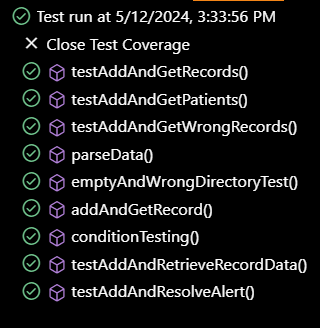 Test run at 5/12/2024, 3:33:56 PM
Close Test Coverage
testAddAndGetRecords()
testAddAndGetPatients()
testAddAndGetWrongRecords()
parseData()
emptyAndWrongDirectoryTest()
addAndGetRecord()
conditionTesting()
testAddAndRetrieveRecordData()
testAddAndResolveAlert()